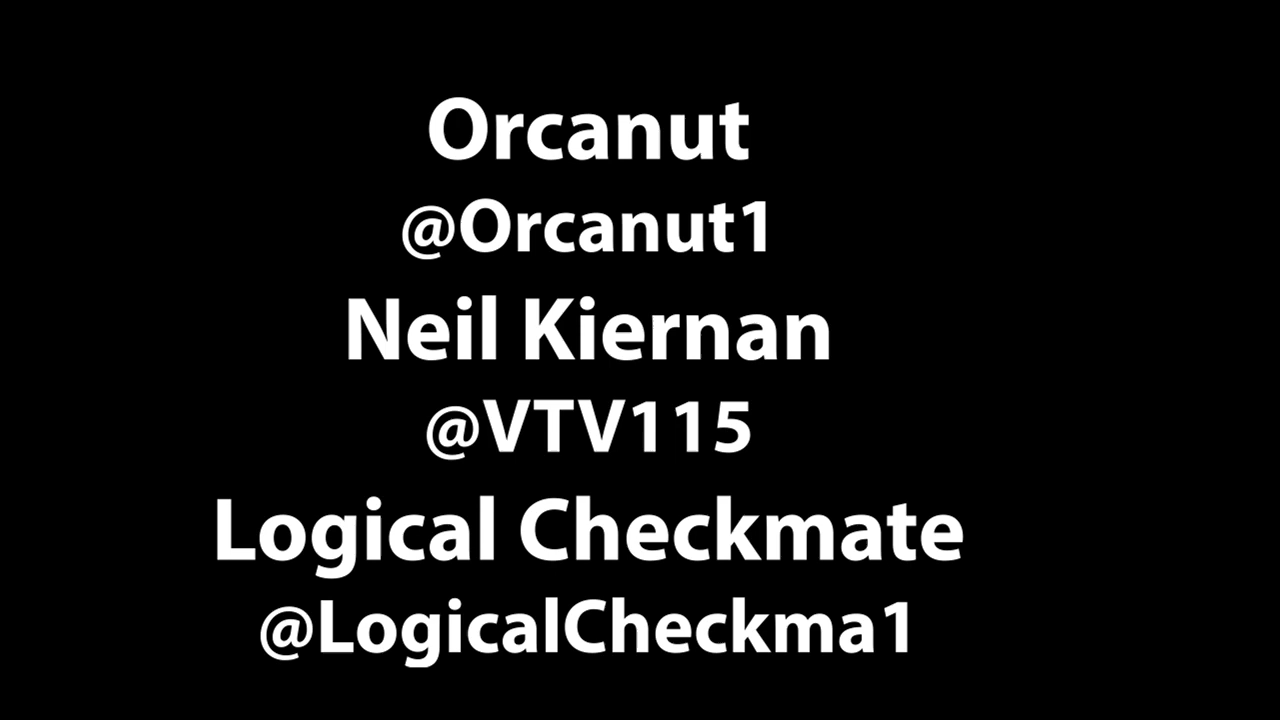 Orcanut
@Orcanut1
Neil Kiernan
@VTV115
Logical Checkmate
@LogicalCheckma1